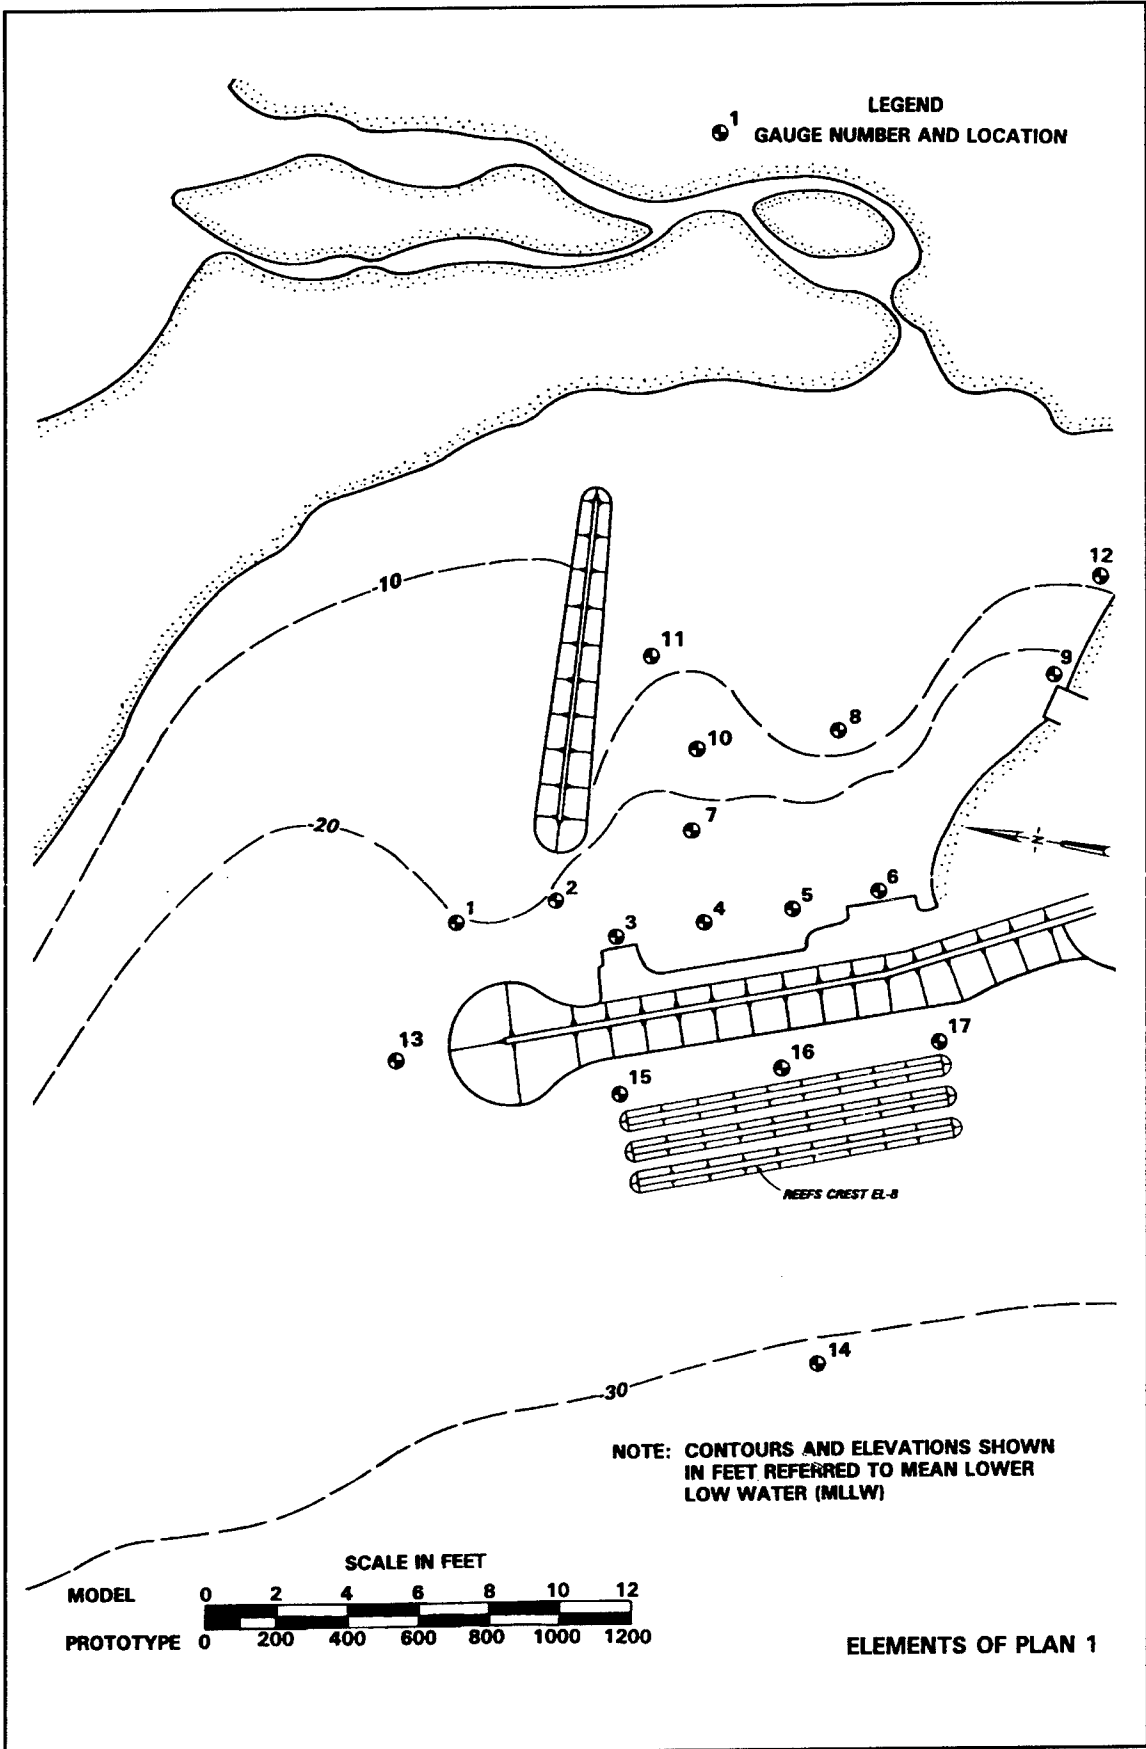 LEGEND
1
GAUGE NUMBER AND LOCATION
12
-10
11
9
8
10
7
-20
N
6
2
5
1
4
3
17
13
16
15
REEFS CREST EL-8
14
-30
NOTE: CONTOURS AND ELEVATIONS SHOWN
IN FEET REFERRED TO MEAN LOWER
LOW WATER (MLLW)
SCALE IN FEET
MODEL 0 2 4 6 8 10 12
PROTOTYPE 0 200 400 600 800 1000 1200
ELEMENTS OF PLAN 1